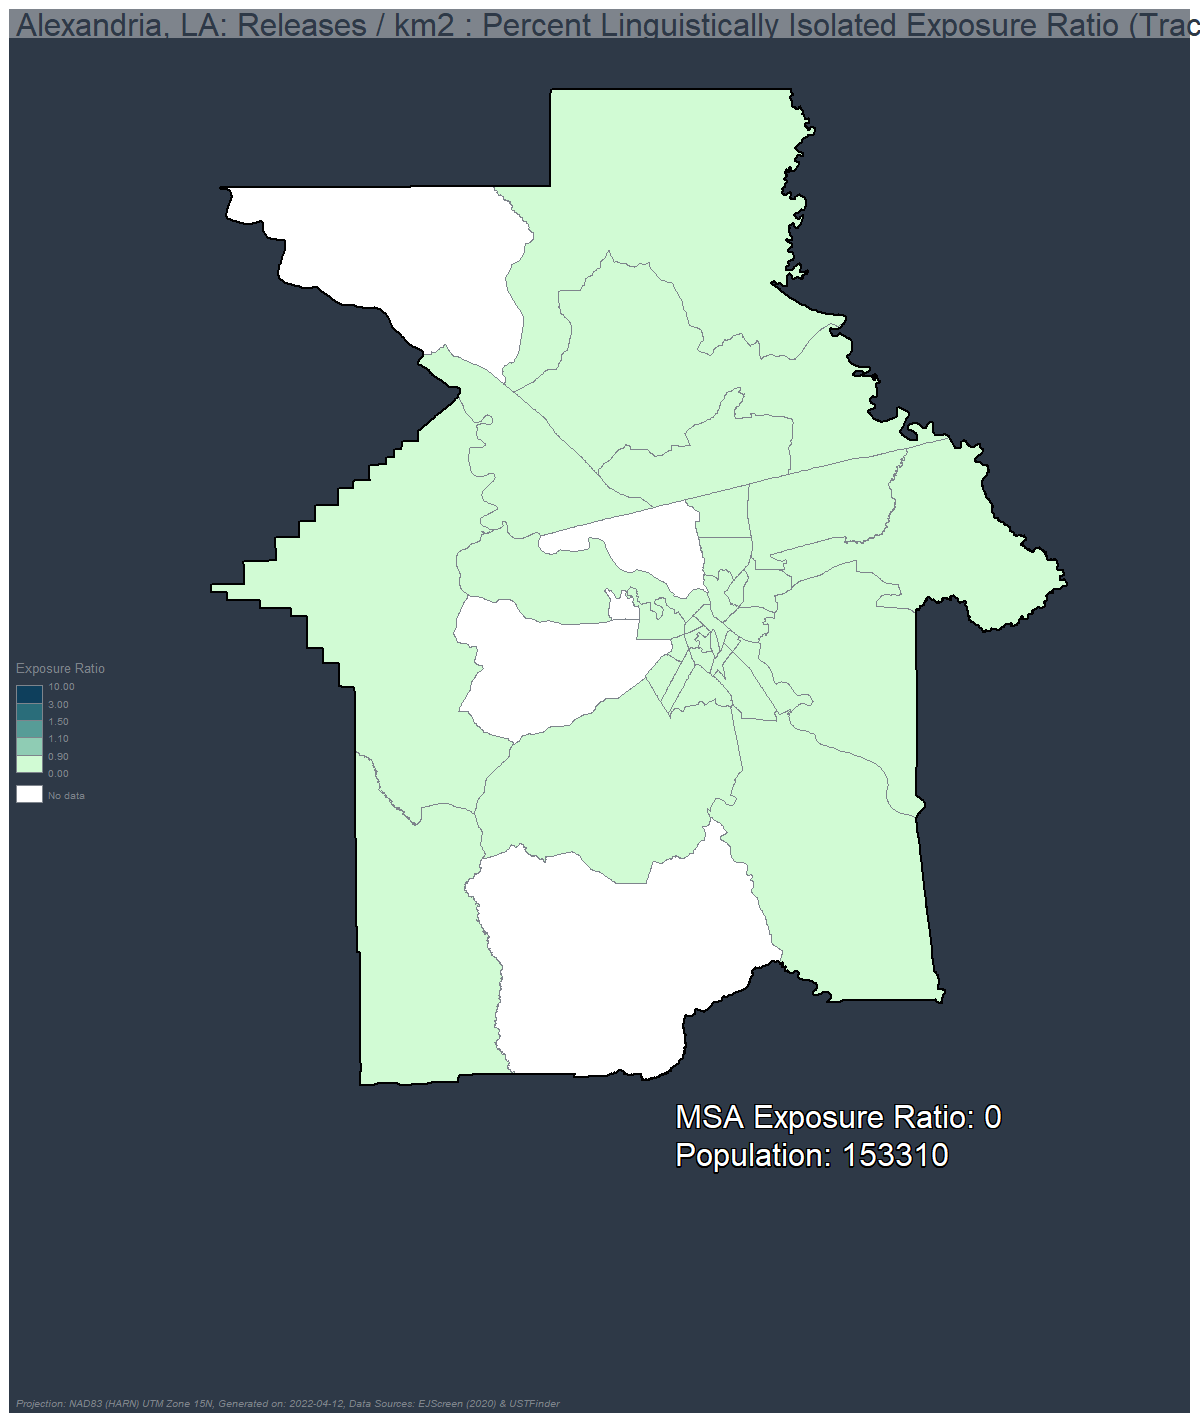 Alexandria, LA: Releases / km2 : Percent Linguistically Isolated Exposure Ratio (Trac
Exposure Ratio
10.00
3.00
1.50
1.10
0.90
0.00
No data
MSA Exposure Ratio: 0
Population: 153310
Projection: NAD83 (HARN) UTM Zone 15N, Generated on: 2022-04-12, Data Sources: EJScreen (2020) & USTFinder